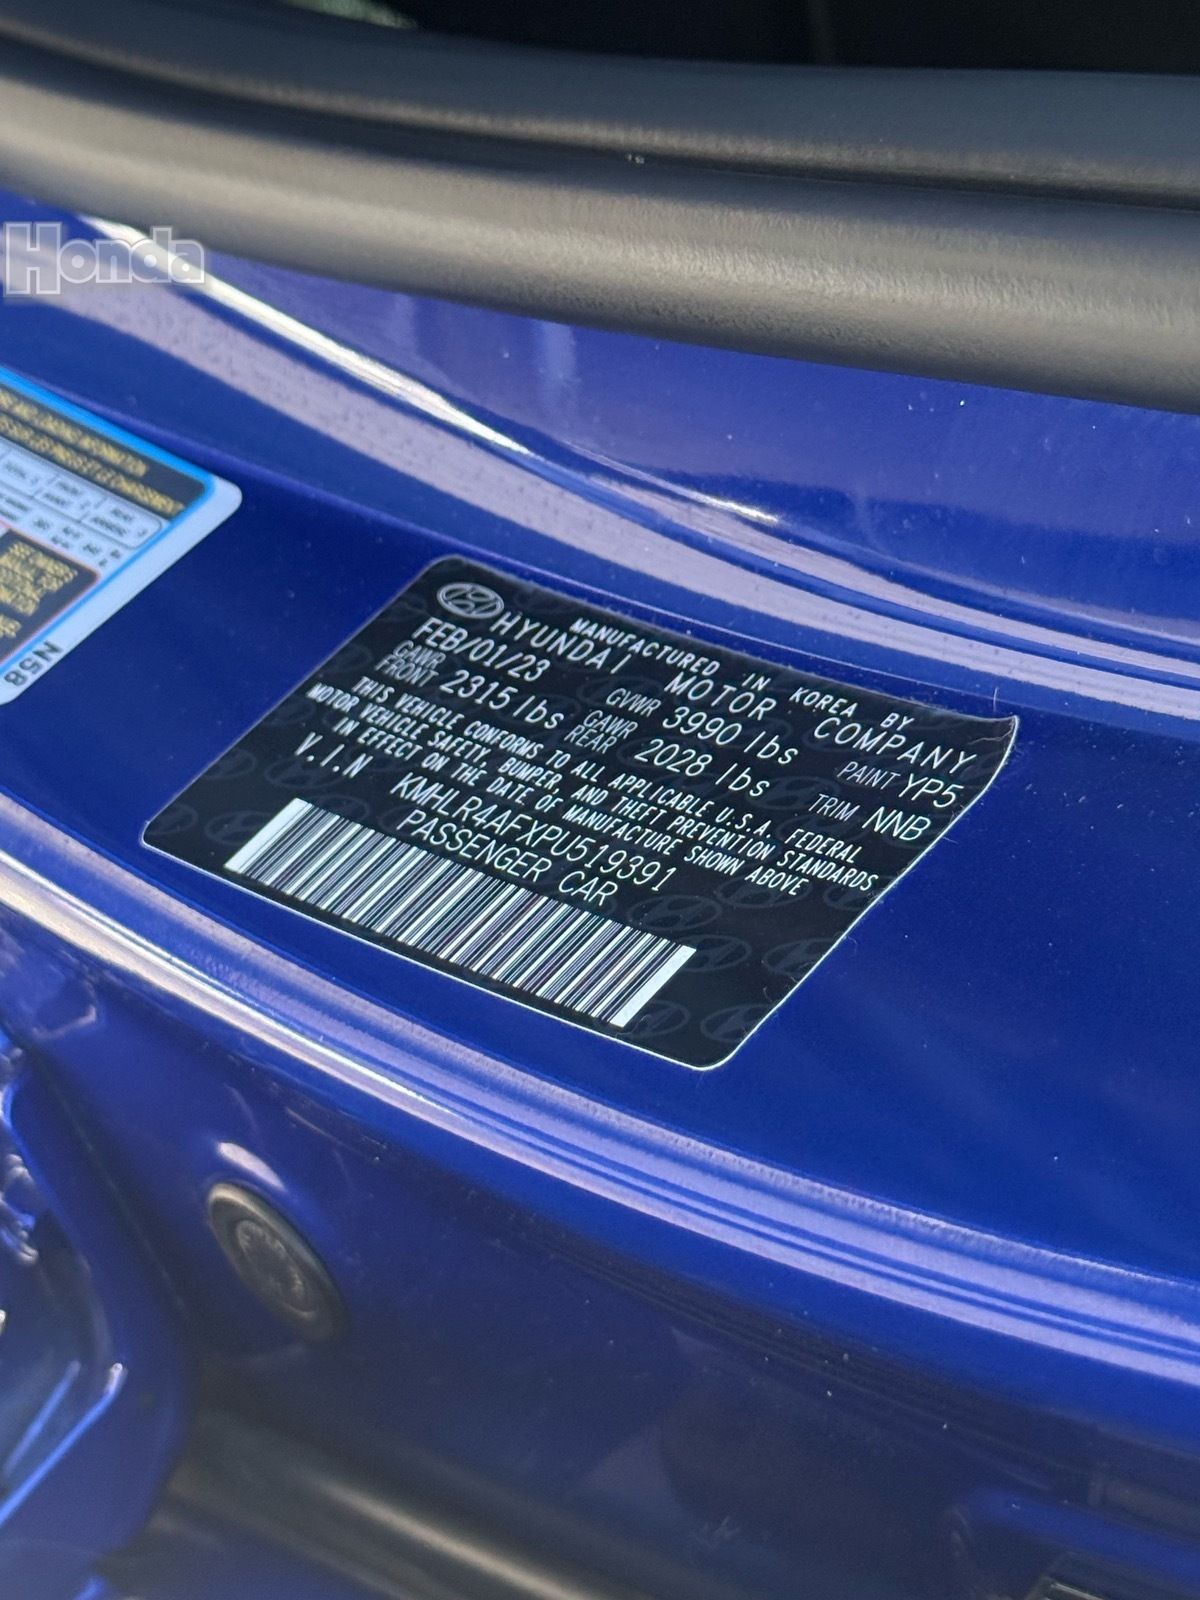 Honda
N58
MANUFACTURED IN KOREA BY
HYUNDAI MOTOR COMPANY
FEB/01/23 GVWR 3990 lbs PAINT YP5
GAWR FRONT 2315 lbs GAWR REAR 2028 lbs TRIM NNB
THIS VEHICLE CONFORMS TO ALL APPLICABLE U.S.A. FEDERAL
MOTOR VEHICLE SAFETY, BUMPER, AND THEFT PREVENTION STANDARDS
IN EFFECT ON THE DATE OF MANUFACTURE SHOWN ABOVE
V.I.N KMHLR4AFXPU519391
PASSENGER CAR